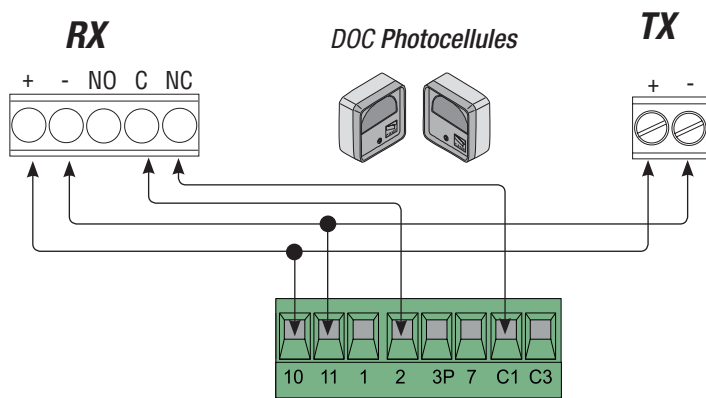 RX
DOC Photocellules
TX
+ - NO C NC
+ -
10 11 1 2 3P 7 C1 C3